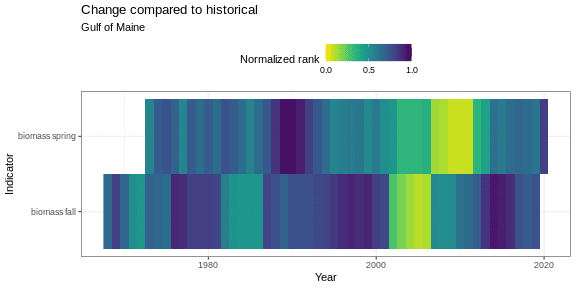 Change compared to historical
Gulf of Maine
Normalized rank
0.0 0.5 1.0
biomass spring
biomass fall
Indicator
1980 2000 2020
Year